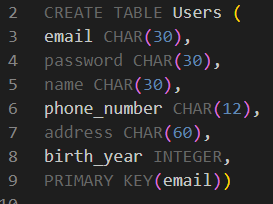 2 CREATE TABLE Users (
3 email CHAR(30),
4 password CHAR(30),
5 name CHAR(30),
6 phone_number CHAR(12),
7 address CHAR(60),
8 birth_year INTEGER,
9 PRIMARY KEY(email))